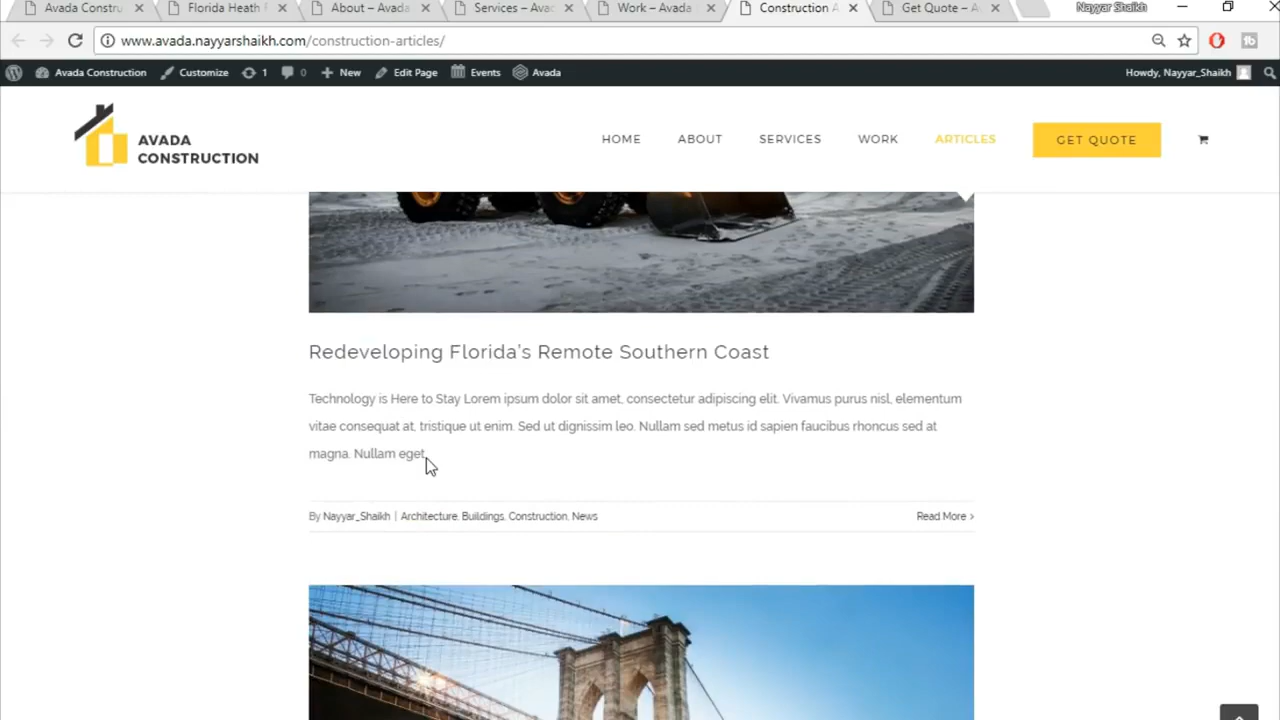 Avada Constru
Florida Heath
About – Avada
Services – Avad
Work – Avada
Construction A
Get Quote – A
Nayyar Shaikh
www.avada.nayyarshaikh.com/construction-articles/
Avada Construction
Customize
1
0
New
Edit Page
Events
Avada
Howdy, Nayyar_Shaikh
AVADA
CONSTRUCTION
HOME
ABOUT
SERVICES
WORK
ARTICLES
GET QUOTE
Redeveloping Florida's Remote Southern Coast
Technology is Here to Stay Lorem ipsum dolor sit amet, consectetur adipiscing elit. Vivamus purus nisl, elementum
vitae consequat at, tristique ut enim. Sed ut dignissim leo. Nullam sed metus id sapien faucibus rhoncus sed at
magna. Nullam eget
By Nayyar_Shaikh | Architecture, Buildings, Construction, News
Read More >